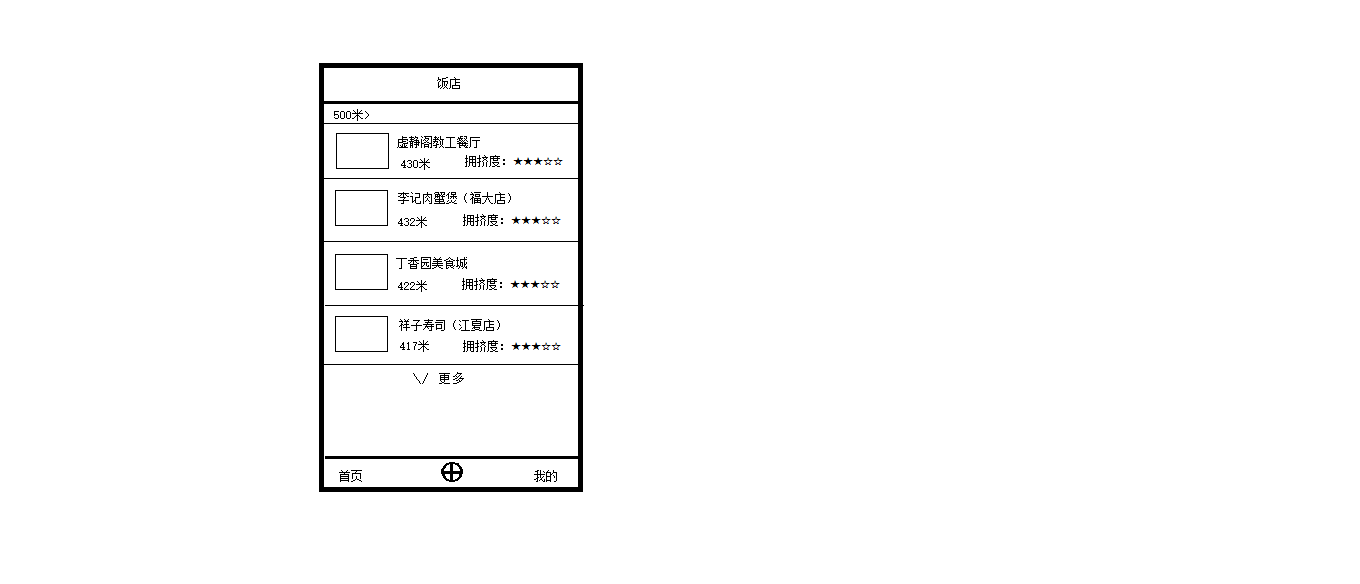 饭店
500米>
虚静阁教工餐厅
430米 拥挤度：★★★☆☆
李记肉蟹煲（福大店）
432米 拥挤度：★★★☆☆
丁香园美食城
422米 拥挤度：★★★☆☆
祥子寿司（江夏店）
417米 拥挤度：★★★☆☆
更多
首页 我的